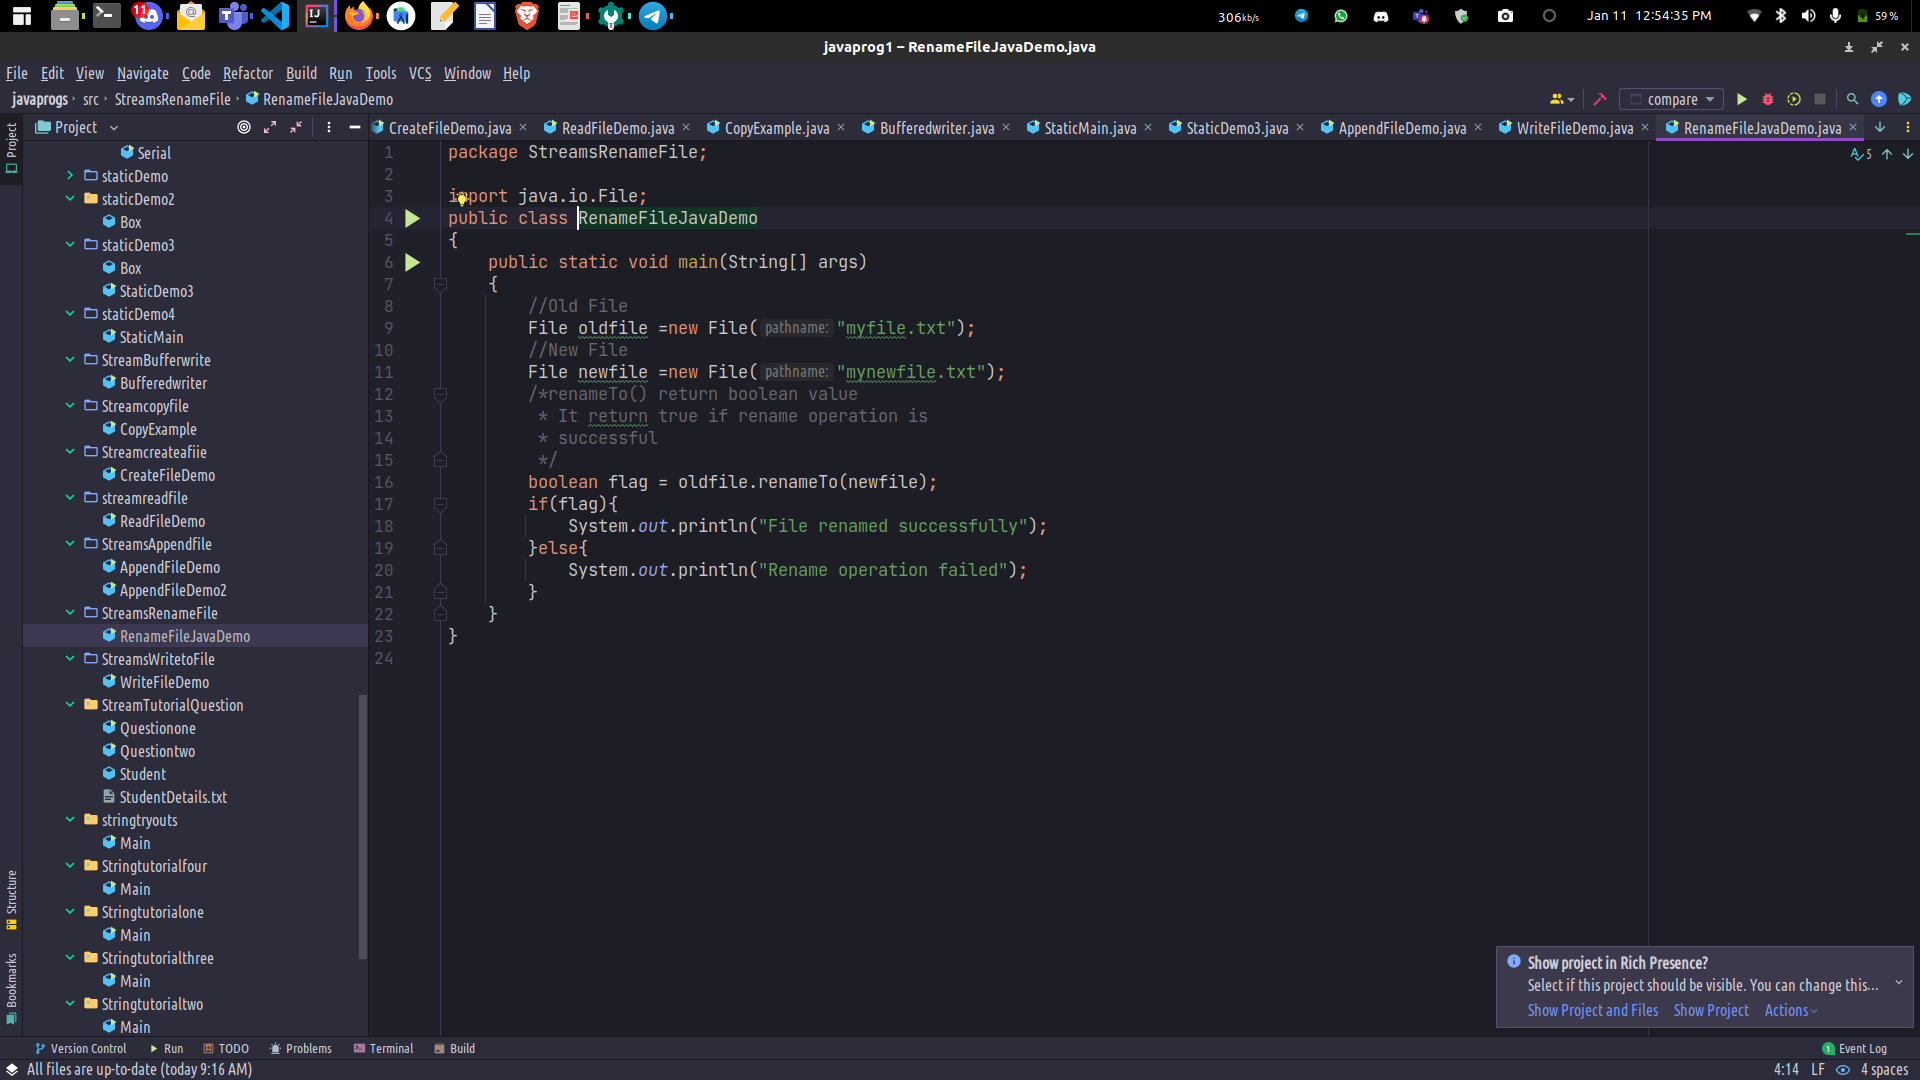 11
306kb/s
Jan 11 12:54:35 PM
59 %
javaprog1 – RenameFileJavaDemo.java
File Edit View Navigate Code Refactor Build Run Tools VCS Window Help
javaprogs › src › StreamsRenameFile › RenameFileJavaDemo
compare
Project
CreateFileDemo.java ReadFileDemo.java CopyExample.java Bufferedwriter.java StaticMain.java StaticDemo3.java AppendFileDemo.java WriteFileDemo.java RenameFileJavaDemo.java
Project
Structure
Bookmarks
Serial
staticDemo
staticDemo2
Box
staticDemo3
Box
StaticDemo3
staticDemo4
StaticMain
StreamBufferwrite
Bufferedwriter
Streamcopyfile
CopyExample
Streamcreateafiie
CreateFileDemo
streamreadfile
ReadFileDemo
StreamsAppendfile
AppendFileDemo
AppendFileDemo2
StreamsRenameFile
RenameFileJavaDemo
StreamsWritetoFile
WriteFileDemo
StreamTutorialQuestion
Questionone
Questiontwo
Student
StudentDetails.txt
stringtryouts
Main
Stringtutorialfour
Main
Stringtutorialone
Main
Stringtutorialthree
Main
Stringtutorialtwo
Main
5
1 package StreamsRenameFile;
2
3 import java.io.File;
4 public class RenameFileJavaDemo
5 {
6 public static void main(String[] args)
7 {
8 //Old File
9 File oldfile =new File( pathname: "myfile.txt");
10 //New File
11 File newfile =new File( pathname: "mynewfile.txt");
12 /*renameTo() return boolean value
13 * It return true if rename operation is
14 * successful
15 */
16 boolean flag = oldfile.renameTo(newfile);
17 if(flag){
18 System.out.println("File renamed successfully");
19 }else{
20 System.out.println("Rename operation failed");
21 }
22 }
23 }
24
Show project in Rich Presence?
Select if this project should be visible. You can change this...
Show Project and Files Show Project Actions
Version Control Run TODO Problems Terminal Build
1 Event Log
All files are up-to-date (today 9:16 AM)
4:14 LF 4 spaces